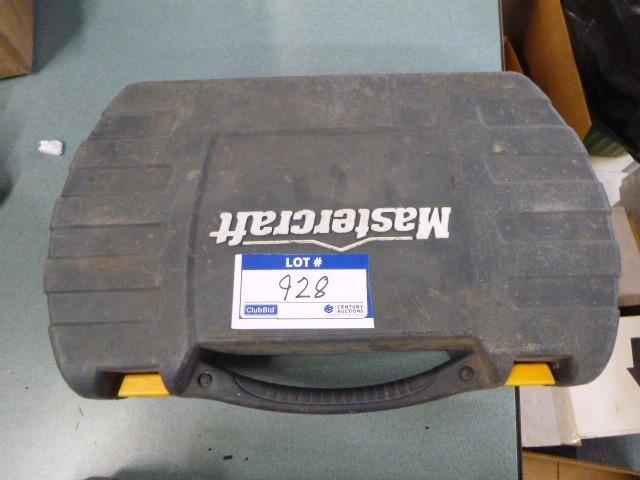 Mastercraft
LOT #
928
ClubBid
CENTURY
AUCTIONS